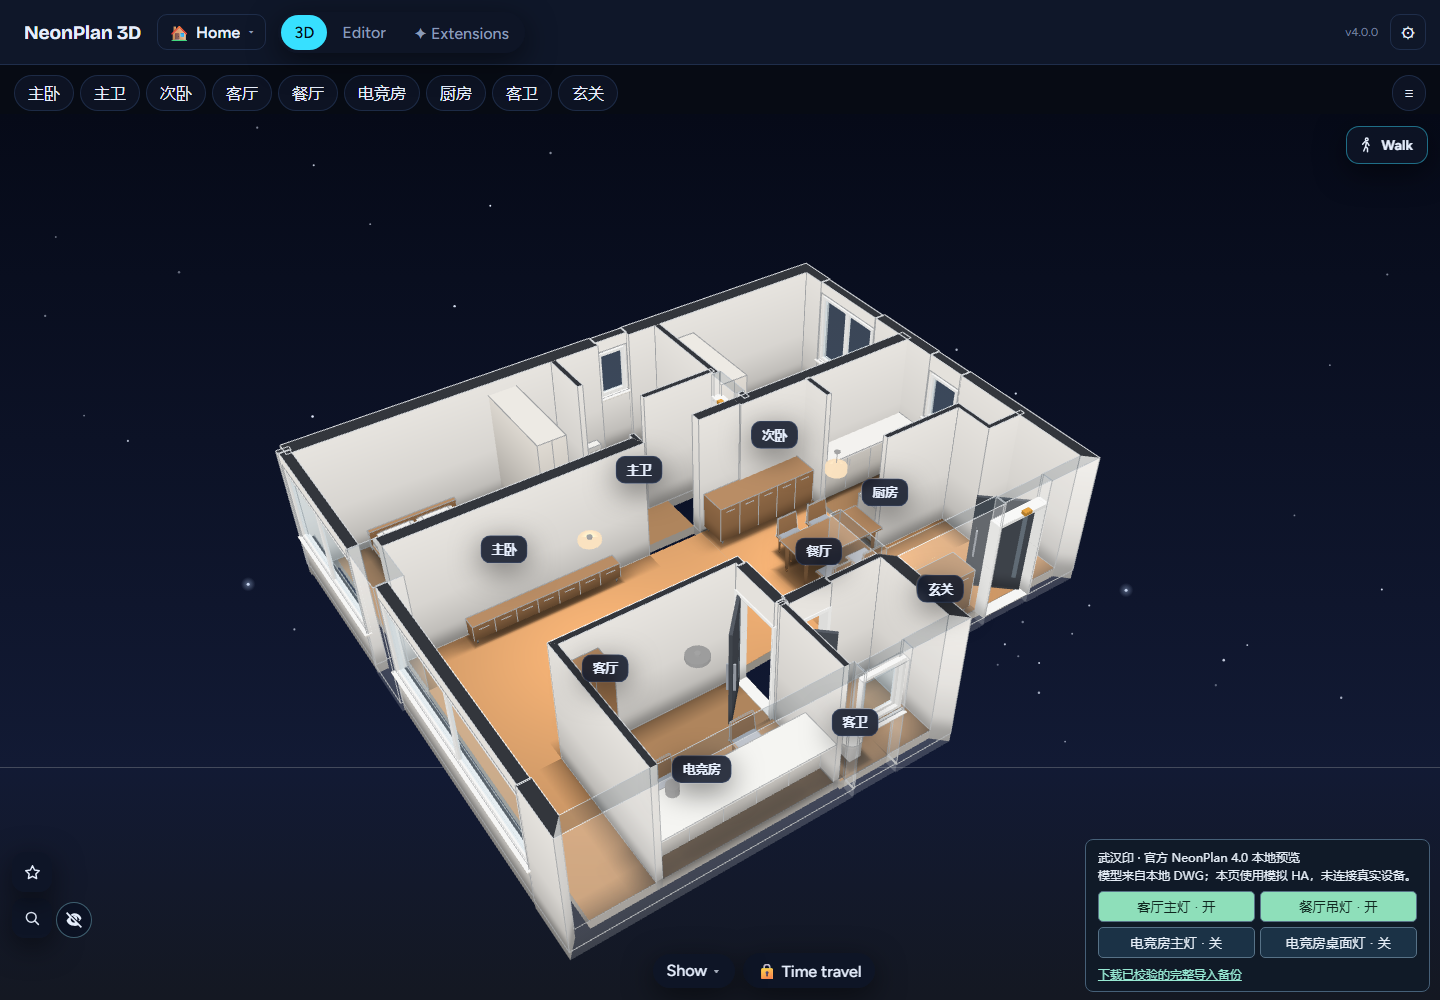 NeonPlan 3D
Home
3D
Editor
Extensions
v4.0.0
主卧
主卫
次卧
客厅
餐厅
电竞房
厨房
客卫
玄关
Walk
次卧
主卫
厨房
主卧
餐厅
玄关
客厅
客卫
电竞房
武汉印 · 官方 NeonPlan 4.0 本地预览
模型来自本地 DWG；本页使用模拟 HA，未连接真实设备。
客厅主灯 · 开
餐厅吊灯 · 开
电竞房主灯 · 关
电竞房桌面灯 · 关
下载已校验的完整导入备份
Show
Time travel